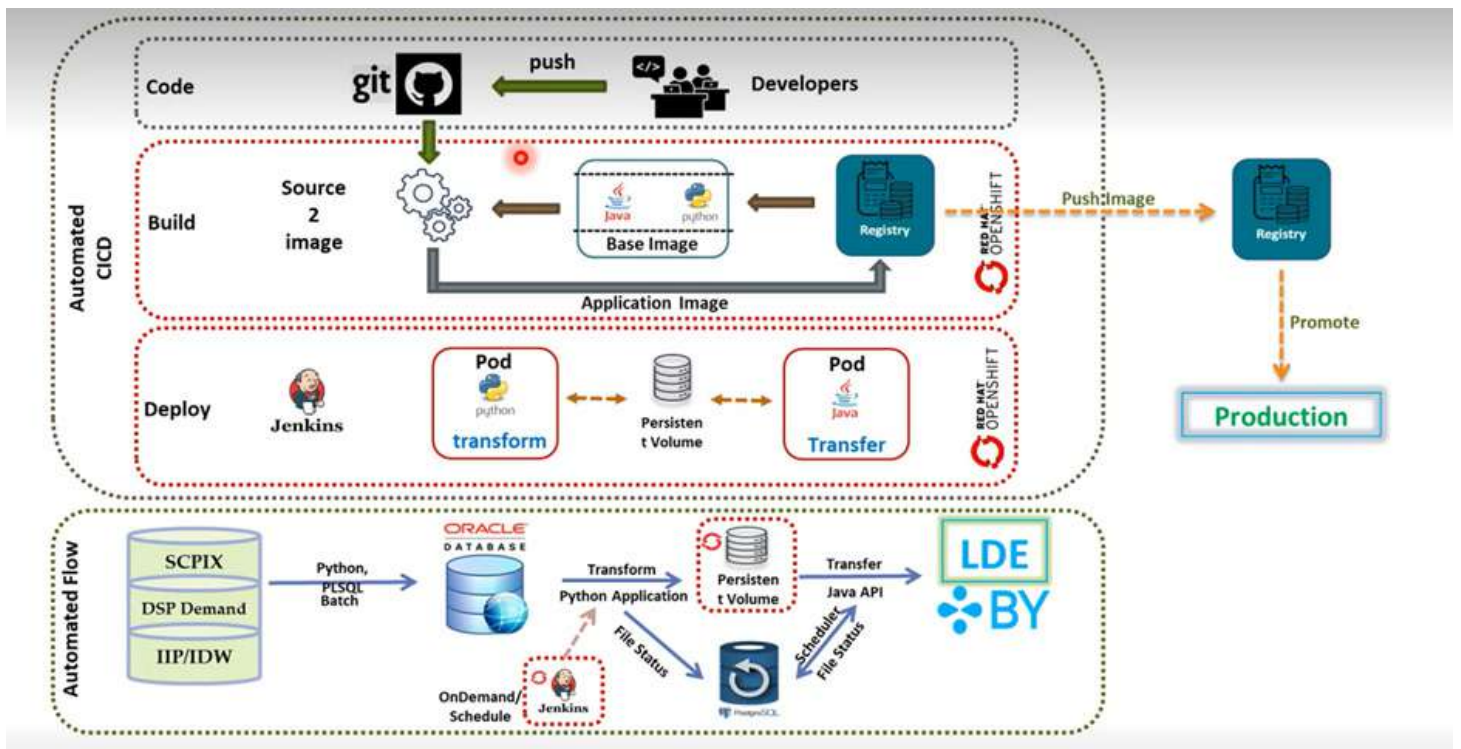 Automated
CICD
Code
git
push
</>
Developers
Build
Source
2
image
Java
python
Base Image
Registry
Application Image
RED HAT
OPENSHIFT
Push Image
Registry
Promote
Production
Deploy
Jenkins
Pod
python
transform
Persisten
t Volume
Pod
Java
Transfer
RED HAT
OPENSHIFT
Automated Flow
SCPIX
DSP Demand
IIP/IDW
Python,
PLSQL
Batch
ORACLE
DATABASE
Transform
Python Application
File Status
OnDemand/
Schedule
Jenkins
Persisten
t Volume
PostgreSQL
Transfer
Java API
Scheduler
File Status
LDE
BY